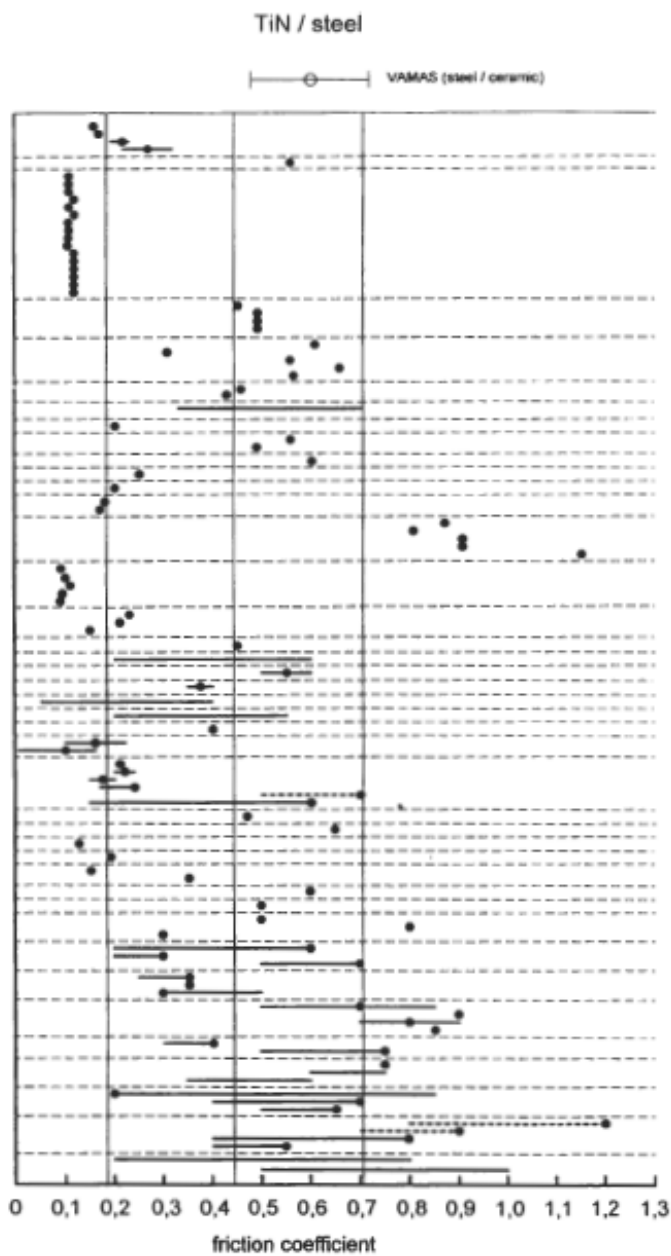 TiN / steel
VAMAS (steel / ceramic)
0 0,1 0,2 0,3 0,4 0,5 0,6 0,7 0,8 0,9 1,0 1,1 1,2 1,3
friction coefficient